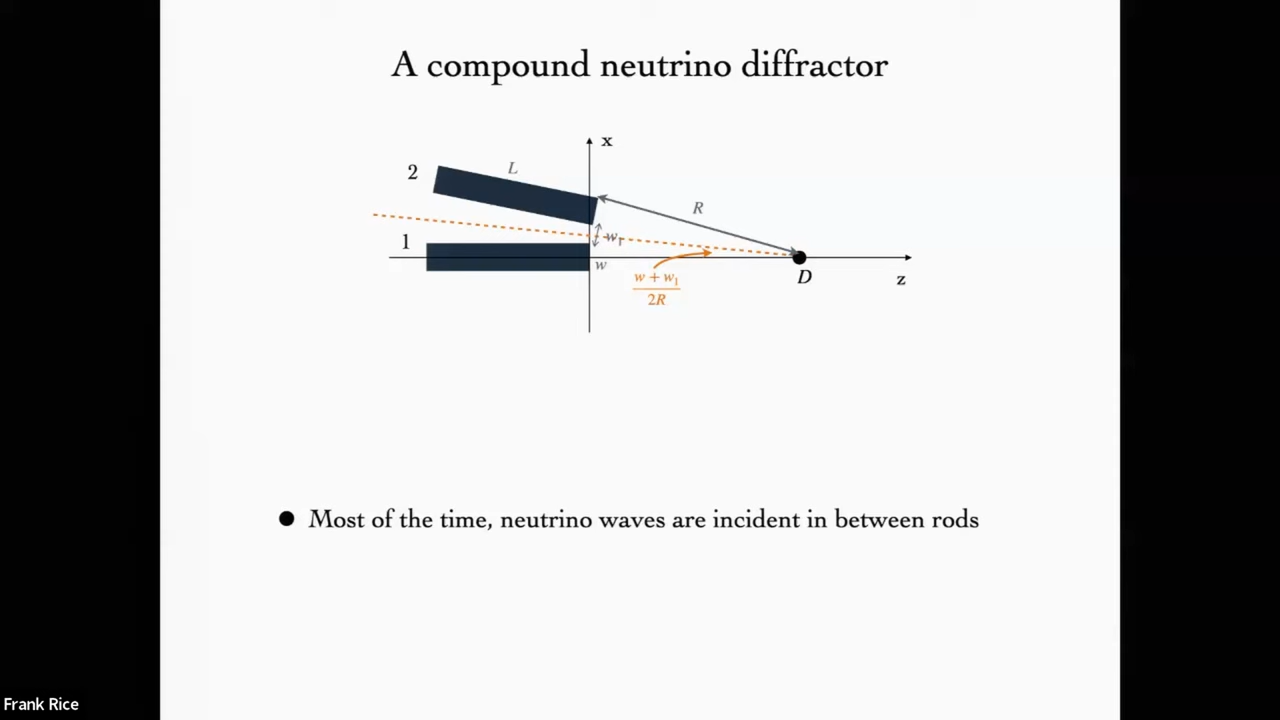 A compound neutrino diffractor
x
2
L
R
1
w₁
w
D
z
w + w₁
2R
● Most of the time, neutrino waves are incident in between rods
Frank Rice